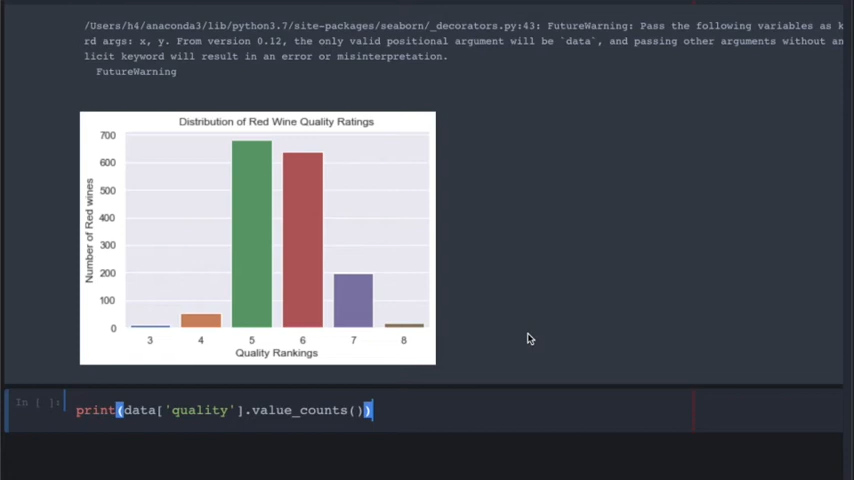 /Users/h4/anaconda3/lib/python3.7/site-packages/seaborn/_decorators.py:43: FutureWarning: Pass the following variables as k
rd args: x, y. From version 0.12, the only valid positional argument will be `data`, and passing other arguments without an
licit keyword will result in an error or misinterpretation.
FutureWarning
Distribution of Red Wine Quality Ratings
Number of Red wines
700
600
500
400
300
200
100
0
3 4 5 6 7 8
Quality Rankings
In [ ]: print(data['quality'].value_counts())